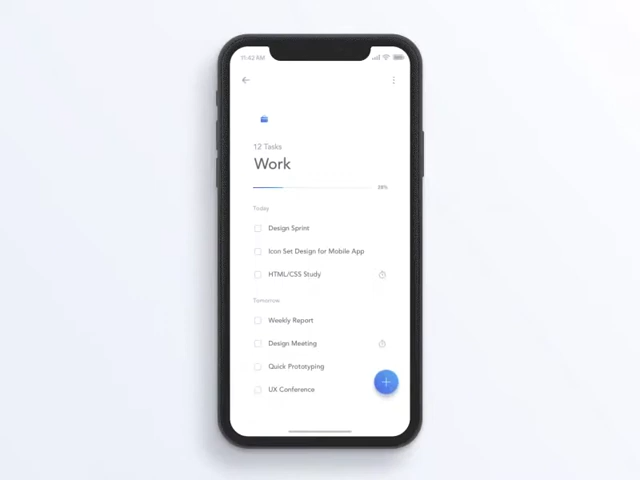 11:42 AM
12 Tasks
Work
Today
Design Sprint
Icon Set Design for Mobile App
HTML/CSS Study
Tomorrow
Weekly Report
Design Meeting
Quick Prototyping
UX Conference